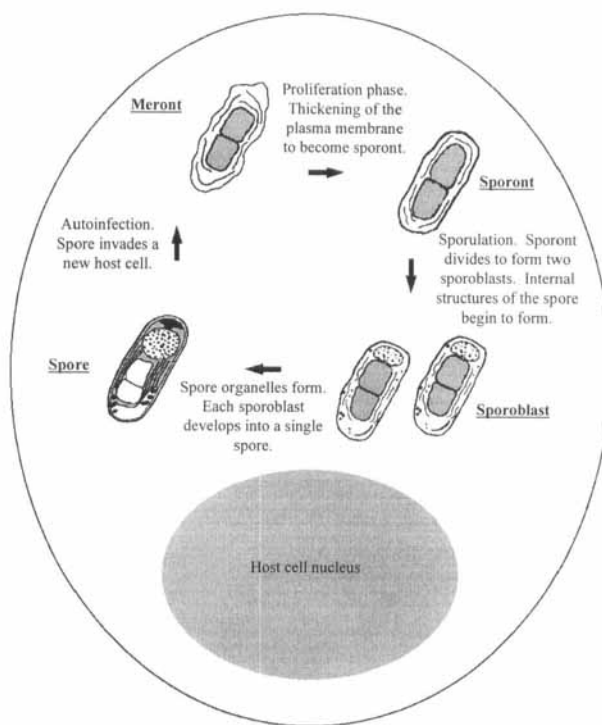 Meront
Proliferation phase.
Thickening of the
plasma membrane
to become sporont.
Sporont
Sporulation. Sporont
divides to form two
sporoblasts. Internal
structures of the spore
begin to form.
Sporoblast
Spore organelles form.
Each sporoblast
develops into a single
spore.
Spore
Autoinfection.
Spore invades a
new host cell.
Host cell nucleus